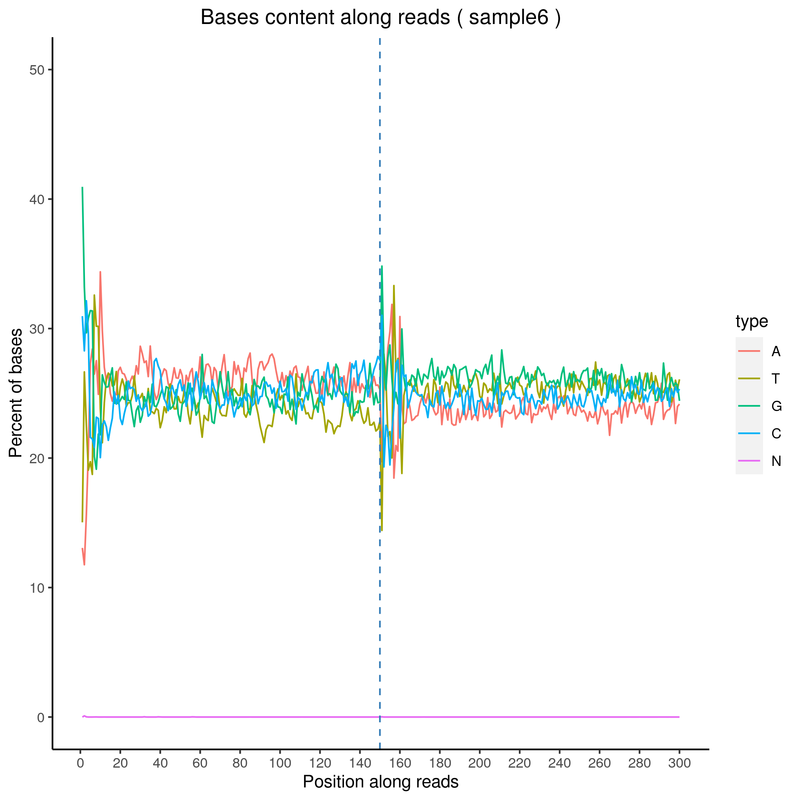 Bases content along reads ( sample6 )
Percent of bases
50
40
30
20
10
0
0 20 40 60 80 100 120 140 160 180 200 220 240 260 280 300
Position along reads
type
A
T
G
C
N